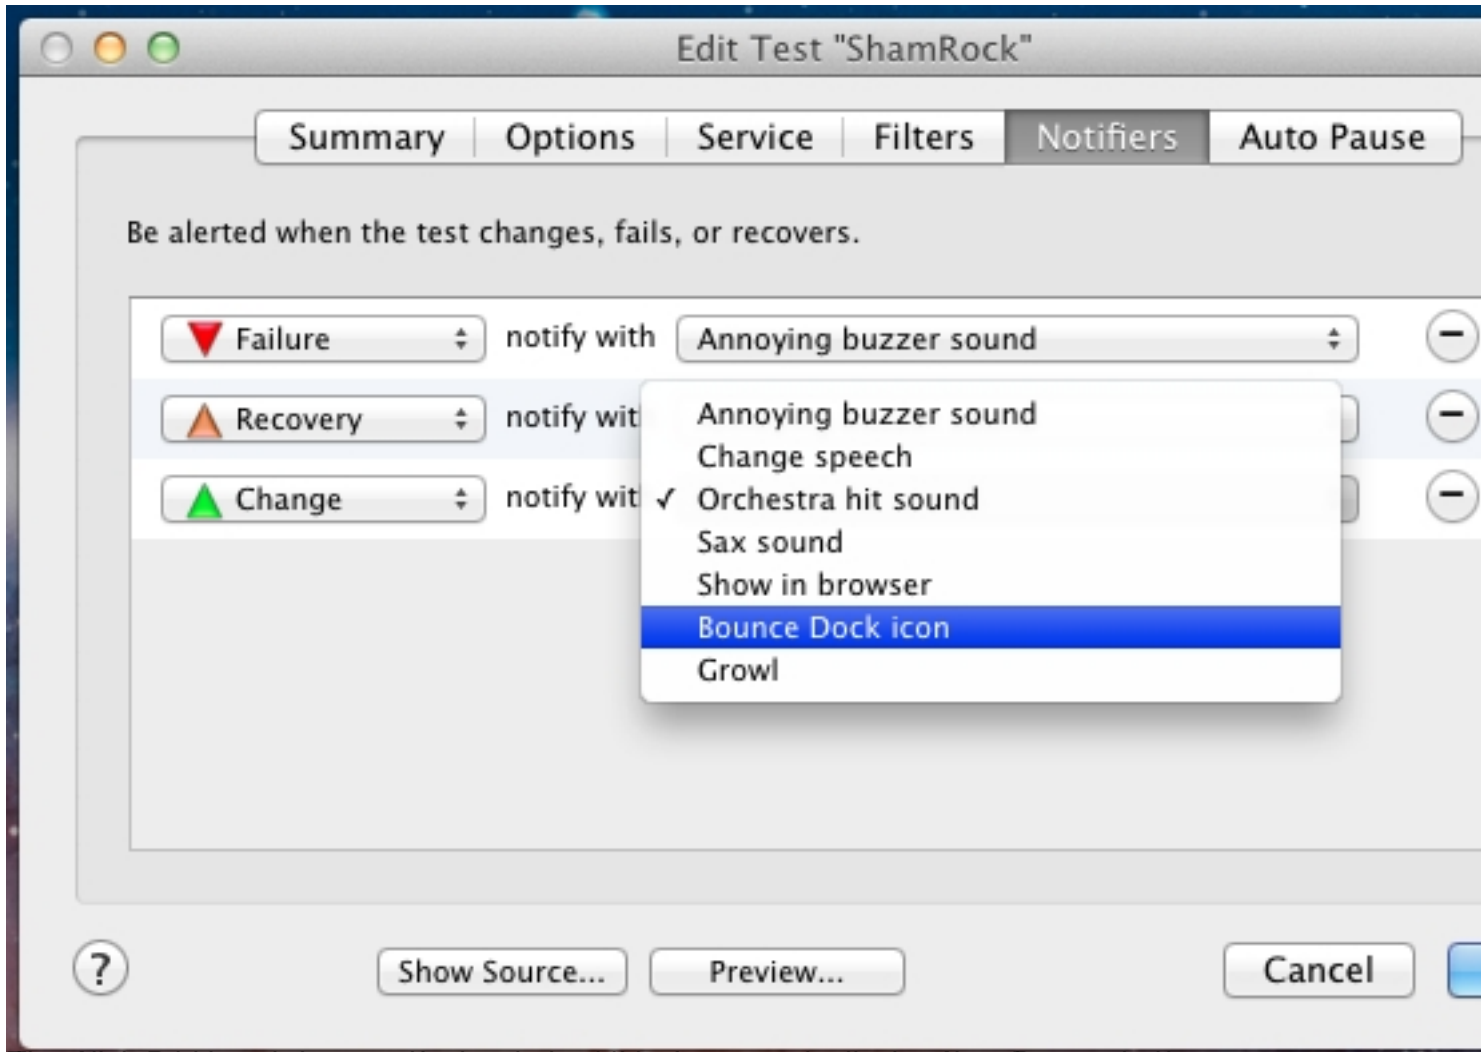 Edit Test "ShamRock"
Summary Options Service Filters Notifiers Auto Pause
Be alerted when the test changes, fails, or recovers.
Failure notify with Annoying buzzer sound
Recovery notify wit
Change notify wit
Annoying buzzer sound
Change speech
✓ Orchestra hit sound
Sax sound
Show in browser
Bounce Dock icon
Growl
? Show Source... Preview... Cancel